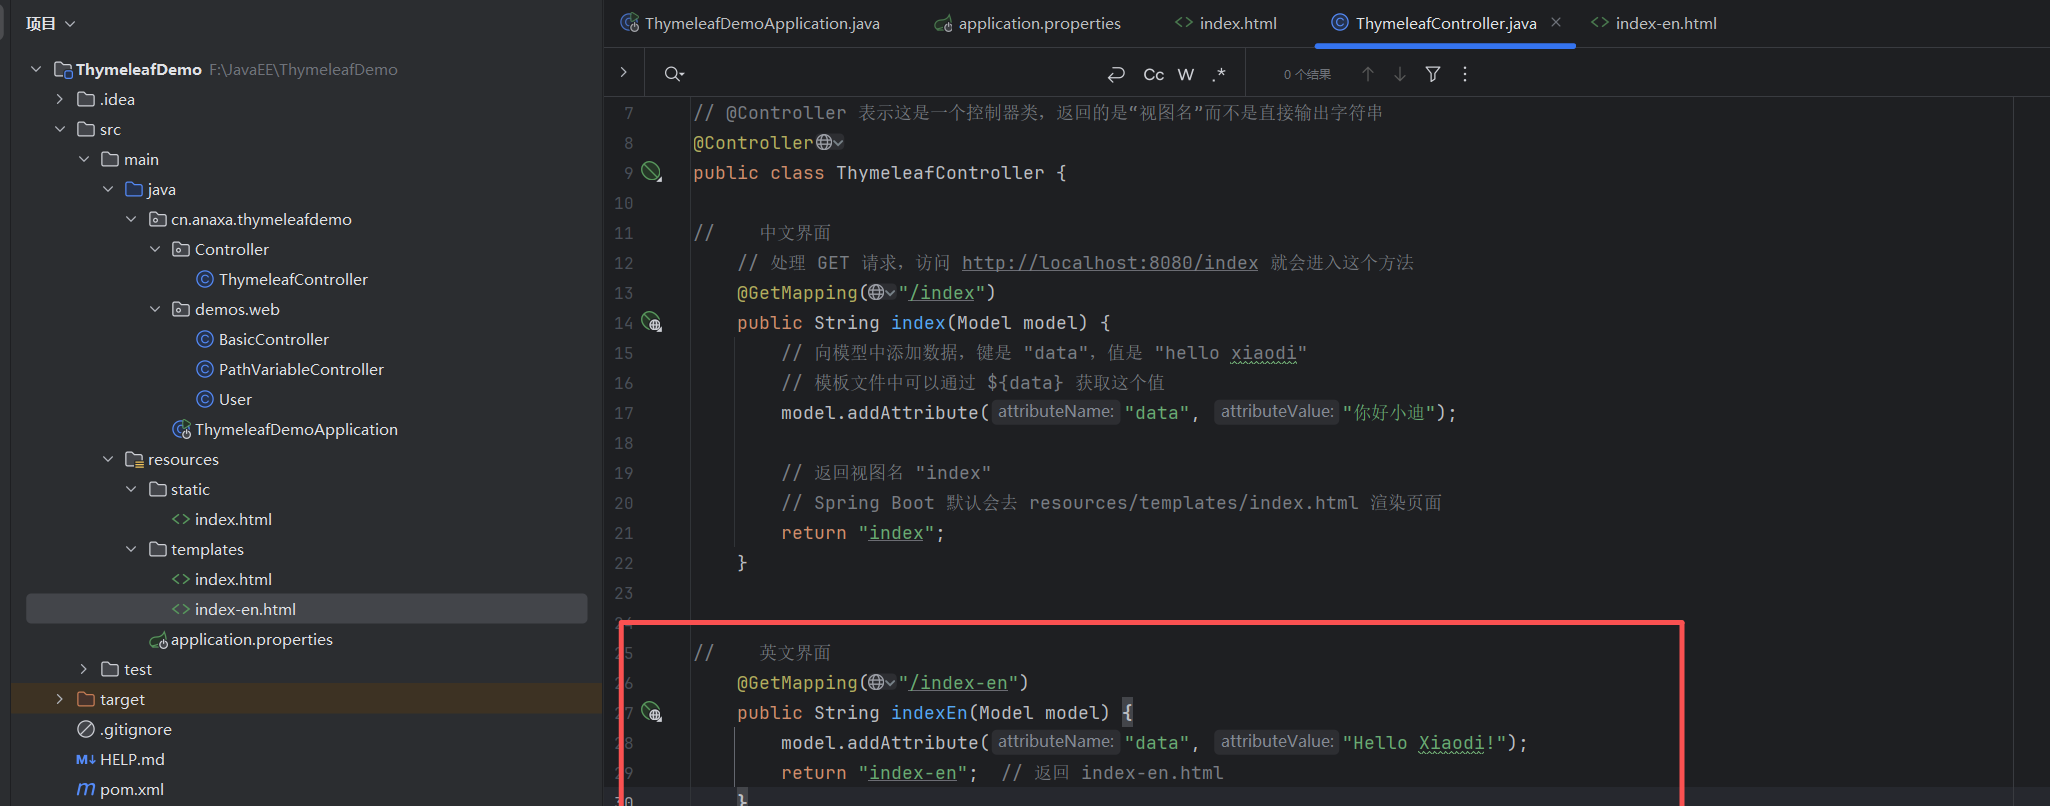 项目
ThymeleafDemo F:\JavaEE\ThymeleafDemo
.idea
src
main
java
cn.anaxa.thymeleafdemo
Controller
ThymeleafController
demos.web
BasicController
PathVariableController
User
ThymeleafDemoApplication
resources
static
index.html
templates
index.html
index-en.html
application.properties
test
target
.gitignore
M↓ HELP.md
m pom.xml
ThymeleafDemoApplication.java application.properties index.html ThymeleafController.java index-en.html
Cc W .* 0 个结果
7 // @Controller 表示这是一个控制器类，返回的是“视图名”而不是直接输出字符串
8 @Controller
9 public class ThymeleafController {
10
11 // 中文界面
12 // 处理 GET 请求，访问 http://localhost:8080/index 就会进入这个方法
13 @GetMapping("/index")
14 public String index(Model model) {
15 // 向模型中添加数据，键是 "data"，值是 "hello xiaodi"
16 // 模板文件中可以通过 ${data} 获取这个值
17 model.addAttribute( attributeName: "data", attributeValue: "你好小迪");
18
19 // 返回视图名 "index"
20 // Spring Boot 默认会去 resources/templates/index.html 渲染页面
21 return "index";
22 }
23
24
25 // 英文界面
26 @GetMapping("/index-en")
27 public String indexEn(Model model) {
28 model.addAttribute( attributeName: "data", attributeValue: "Hello Xiaodi!");
29 return "index-en"; // 返回 index-en.html
30 }